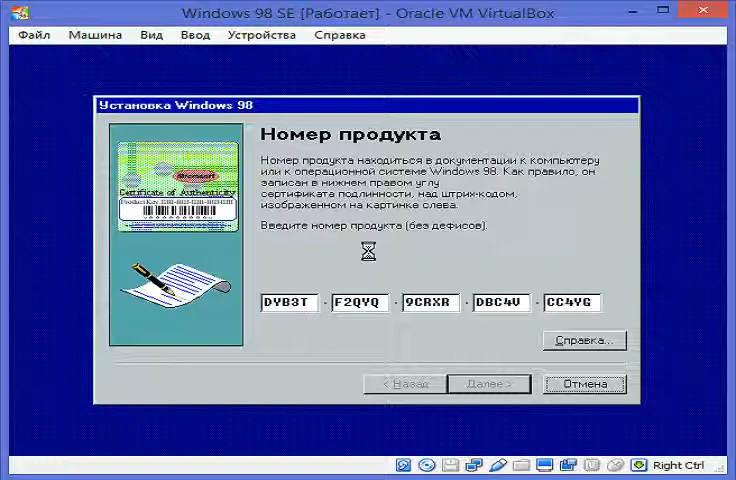 Windows 98 SE [Работает] - Oracle VM VirtualBox
Файл Машина Вид Ввод Устройства Справка
Установка Windows 98
Номер продукта
Номер продукта находиться в документации к компьютеру
или к операционной системе Windows 98. Как правило, он
записан в нижнем правом углу
сертификата подлинности, над штрих-кодом,
изображенном на картинке слева.
Certificate of Authenticity
Введите номер продукта (без дефисов).
DYB3T - F2QYQ - 9CRXR - DBC4V - CC4YG
Справка...
< Назад Далее> Отмена
Right Ctrl